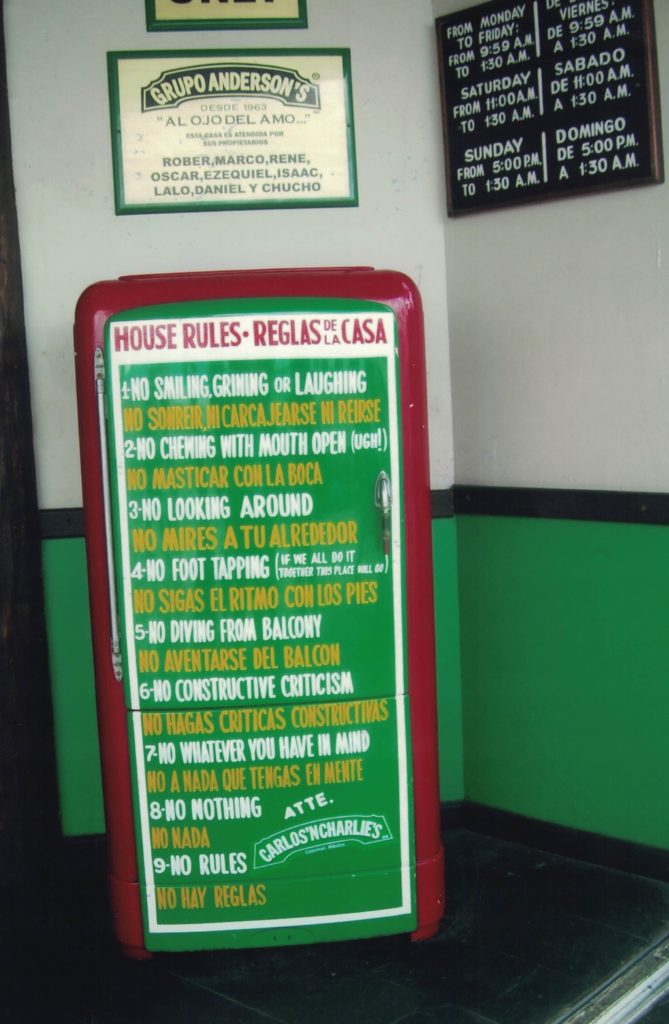 GRUPO ANDERSON'S ®
DESDE 1963
"AL OJO DEL AMO..."
ESTA CASA ES ATENDIDA POR
SUS PROPIETARIOS
ROBER,MARCO,RENE,
OSCAR,EZEQUIEL,ISAAC,
LALO,DANIEL Y CHUCHO
FROM MONDAY
TO FRIDAY:
FROM 9:59 A.M.
TO 1:30 A.M.
VIERNES:
DE 9:59 A.M.
A 1:30 A.M.
SATURDAY
FROM 11:00 A.M.
TO 1:30 A.M.
SABADO
DE 11:00 A.M.
A 1:30 A.M.
SUNDAY
FROM 5:00 P.M.
TO 1:30 A.M.
DOMINGO
DE 5:00 P.M.
A 1:30 A.M.
HOUSE RULES · REGLAS DE LA CASA
1-NO SMILING,GRINING OR LAUGHING
NO SONREIR,NI CARCAJEARSE NI REIRSE
2-NO CHEWING WITH MOUTH OPEN (UGH!)
NO MASTICAR CON LA BOCA
3-NO LOOKING AROUND
NO MIRES A TU ALREDEDOR
4-NO FOOT TAPPING (IF WE ALL DO IT
TOGETHER THIS PLACE WILL GO)
NO SIGAS EL RITMO CON LOS PIES
5-NO DIVING FROM BALCONY
NO AVENTARSE DEL BALCON
6-NO CONSTRUCTIVE CRITICISM
NO HAGAS CRITICAS CONSTRUCTIVAS
7-NO WHATEVER YOU HAVE IN MIND
NO A NADA QUE TENGAS EN MENTE
8-NO NOTHING
NO NADA
9-NO RULES
NO HAY REGLAS
ATTE.
CARLOS'NCHARLIE'S
Cozumel, México